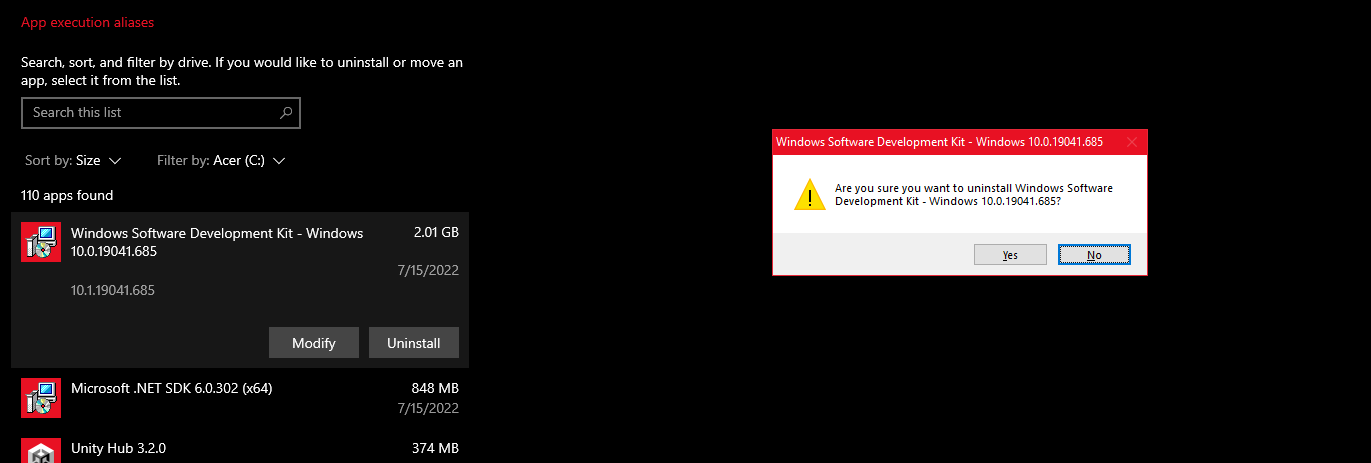 App execution aliases
Search, sort, and filter by drive. If you would like to uninstall or move an
app, select it from the list.
Search this list
Sort by: Size Filter by: Acer (C:)
110 apps found
Windows Software Development Kit - Windows 2.01 GB
10.0.19041.685
7/15/2022
10.1.19041.685
Modify Uninstall
Microsoft .NET SDK 6.0.302 (x64) 848 MB
7/15/2022
Unity Hub 3.2.0 374 MB
Windows Software Development Kit - Windows 10.0.19041.685
Are you sure you want to uninstall Windows Software
Development Kit - Windows 10.0.19041.685?
Yes No